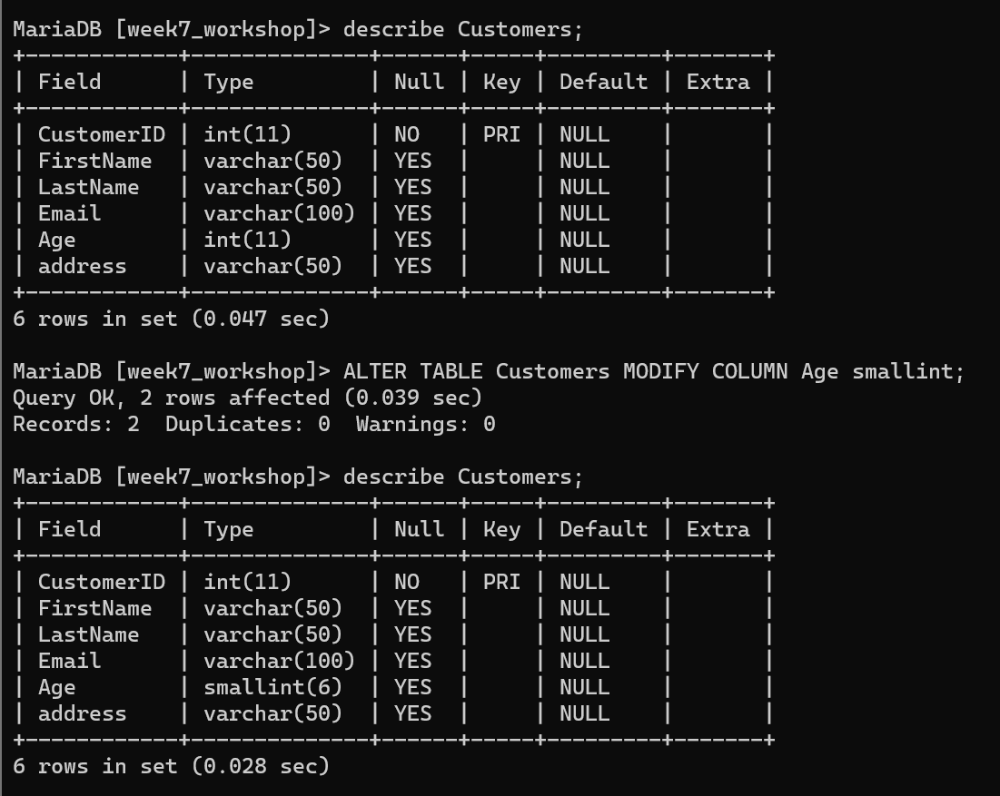 MariaDB [week7_workshop]> describe Customers;
+------------+--------------+------+-----+---------+-------+
| Field      | Type         | Null | Key | Default | Extra |
+------------+--------------+------+-----+---------+-------+
| CustomerID | int(11)      | NO   | PRI | NULL    |       |
| FirstName  | varchar(50)  | YES  |     | NULL    |       |
| LastName   | varchar(50)  | YES  |     | NULL    |       |
| Email      | varchar(100) | YES  |     | NULL    |       |
| Age        | int(11)      | YES  |     | NULL    |       |
| address    | varchar(50)  | YES  |     | NULL    |       |
+------------+--------------+------+-----+---------+-------+
6 rows in set (0.047 sec)

MariaDB [week7_workshop]> ALTER TABLE Customers MODIFY COLUMN Age smallint;
Query OK, 2 rows affected (0.039 sec)
Records: 2  Duplicates: 0  Warnings: 0

MariaDB [week7_workshop]> describe Customers;
+------------+--------------+------+-----+---------+-------+
| Field      | Type         | Null | Key | Default | Extra |
+------------+--------------+------+-----+---------+-------+
| CustomerID | int(11)      | NO   | PRI | NULL    |       |
| FirstName  | varchar(50)  | YES  |     | NULL    |       |
| LastName   | varchar(50)  | YES  |     | NULL    |       |
| Email      | varchar(100) | YES  |     | NULL    |       |
| Age        | smallint(6)  | YES  |     | NULL    |       |
| address    | varchar(50)  | YES  |     | NULL    |       |
+------------+--------------+------+-----+---------+-------+
6 rows in set (0.028 sec)